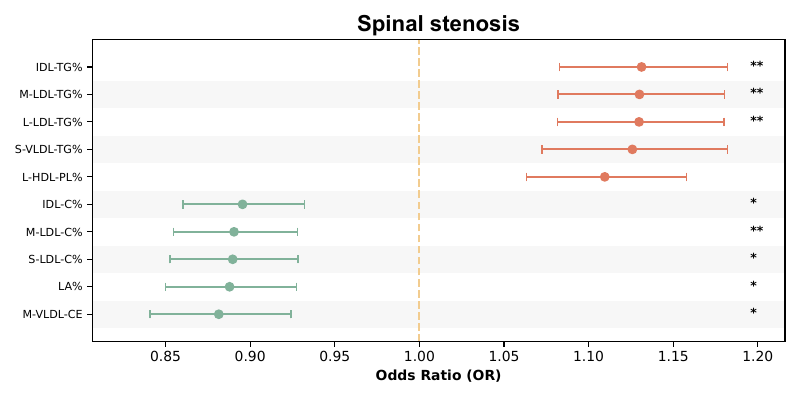 Spinal stenosis
IDL-TG% **
M-LDL-TG% **
L-LDL-TG% **
S-VLDL-TG%
L-HDL-PL%
IDL-C% *
M-LDL-C% **
S-LDL-C% *
LA% *
M-VLDL-CE *
0.85 0.90 0.95 1.00 1.05 1.10 1.15 1.20
Odds Ratio (OR)